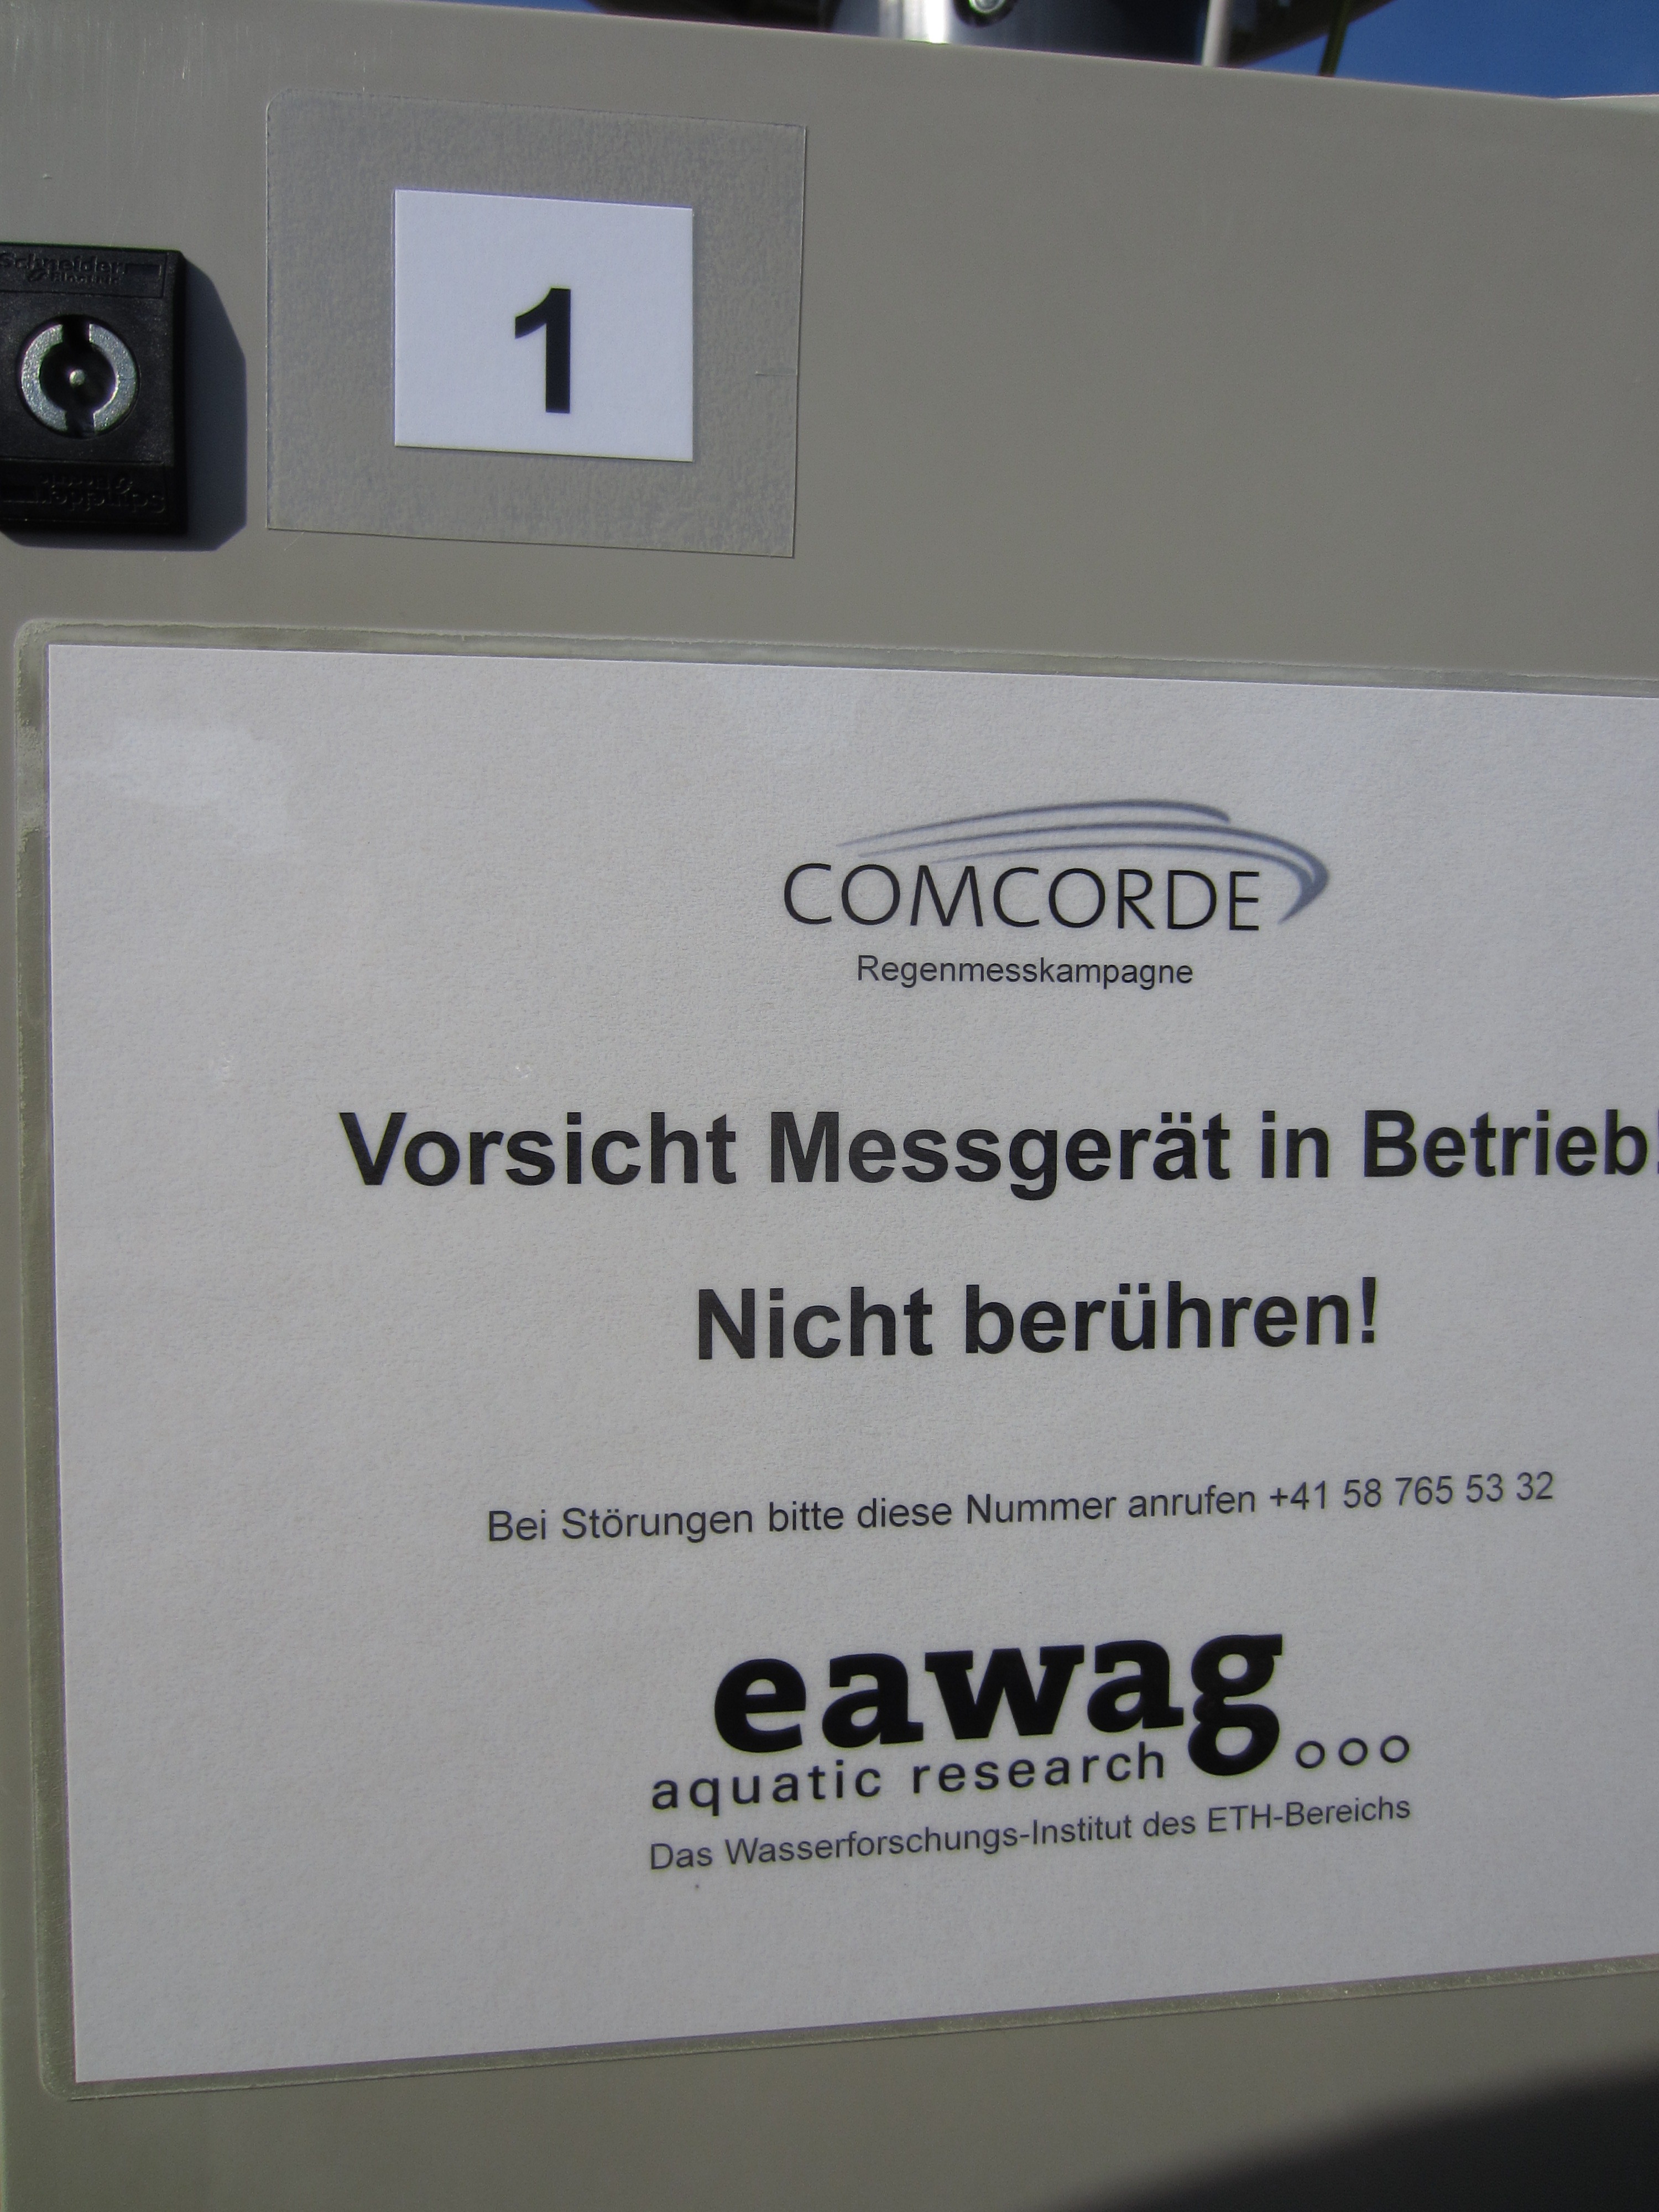 1
COMCORDE
Regenmesskampagne
Vorsicht Messgerät in Betrieb!
Nicht berühren!
Bei Störungen bitte diese Nummer anrufen +41 58 765 53 32
eawag
aquatic research
Das Wasserforschungs-Institut des ETH-Bereichs